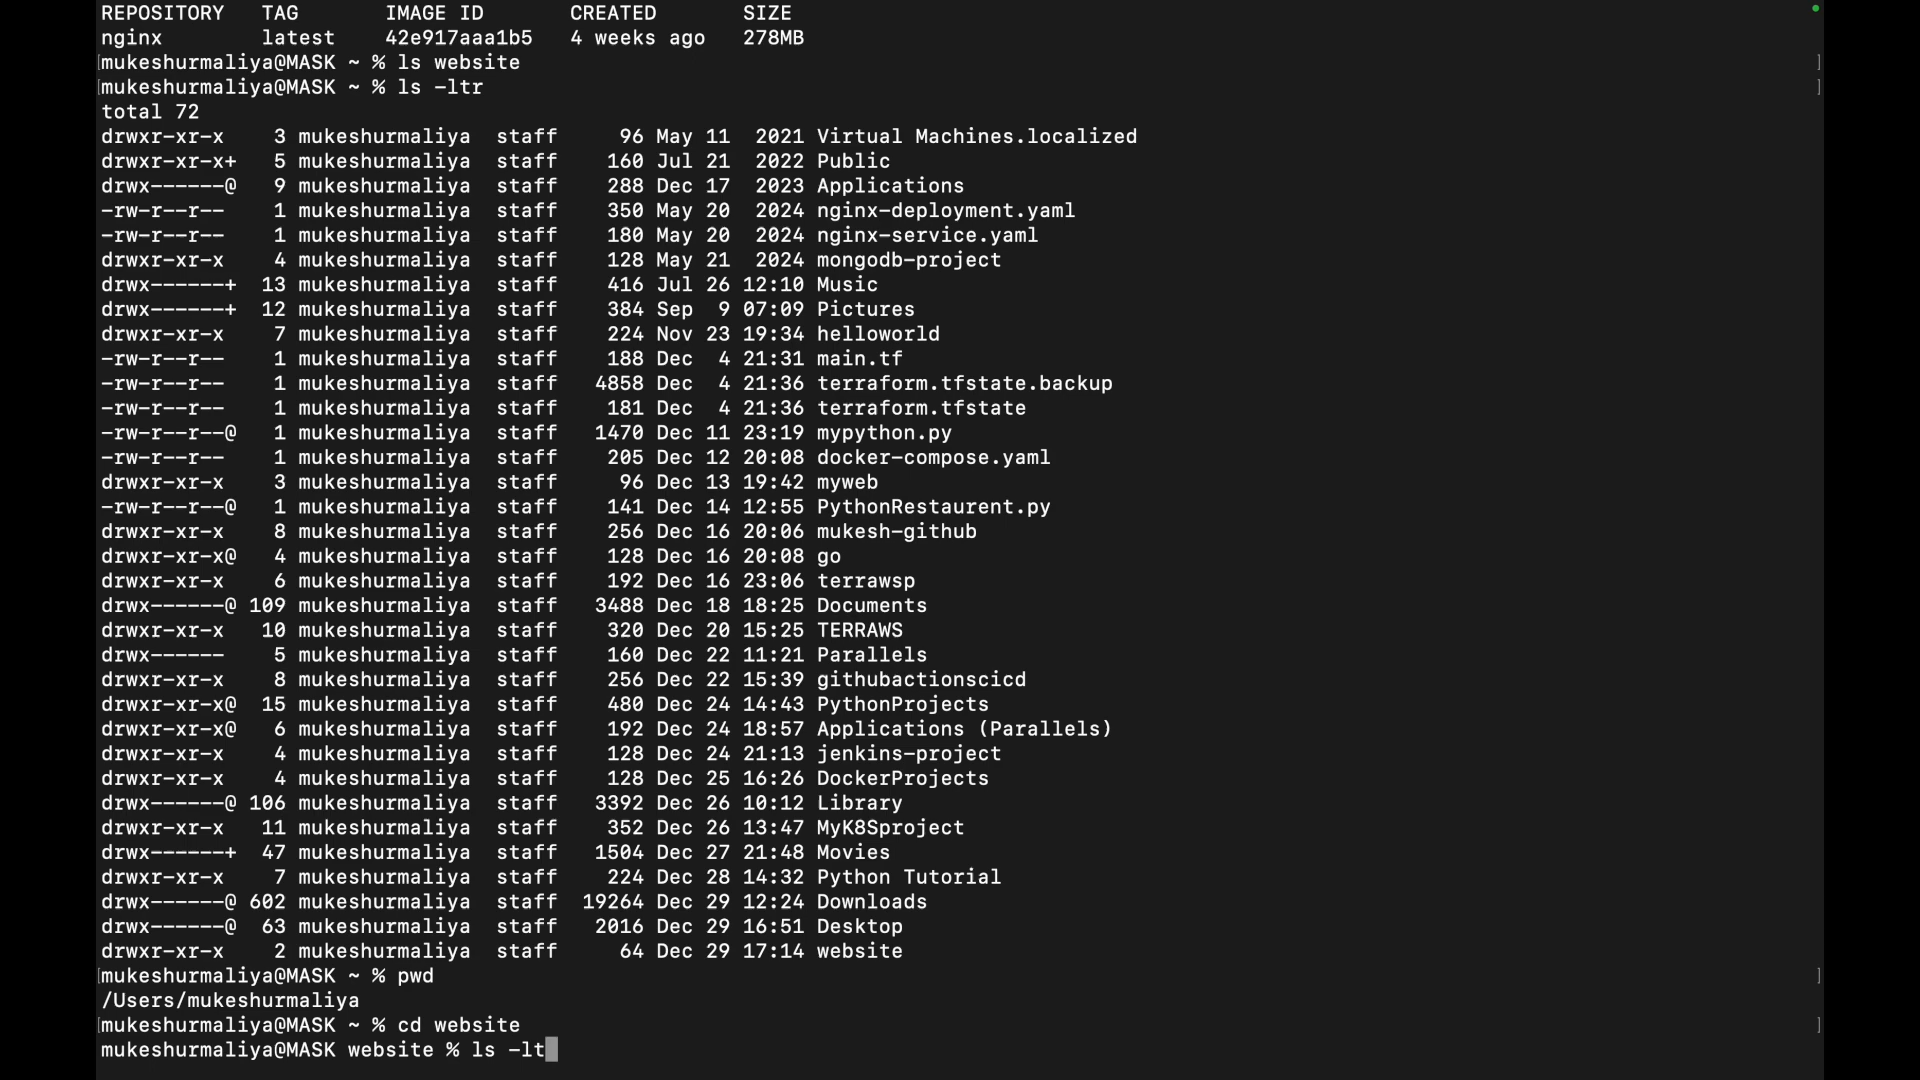 REPOSITORY   TAG       IMAGE ID       CREATED       SIZE
nginx        latest    42e917aaa1b5   4 weeks ago   278MB
[mukeshurmaliya@MASK ~ % ls website ]
[mukeshurmaliya@MASK ~ % ls -ltr ]
total 72
drwxr-xr-x    3 mukeshurmaliya  staff     96 May 11  2021 Virtual Machines.localized
drwxr-xr-x+   5 mukeshurmaliya  staff    160 Jul 21  2022 Public
drwx------@   9 mukeshurmaliya  staff    288 Dec 17  2023 Applications
-rw-r--r--    1 mukeshurmaliya  staff    350 May 20  2024 nginx-deployment.yaml
-rw-r--r--    1 mukeshurmaliya  staff    180 May 20  2024 nginx-service.yaml
drwxr-xr-x    4 mukeshurmaliya  staff    128 May 21  2024 mongodb-project
drwx------+  13 mukeshurmaliya  staff    416 Jul 26 12:10 Music
drwx------+  12 mukeshurmaliya  staff    384 Sep  9 07:09 Pictures
drwxr-xr-x    7 mukeshurmaliya  staff    224 Nov 23 19:34 helloworld
-rw-r--r--    1 mukeshurmaliya  staff    188 Dec  4 21:31 main.tf
-rw-r--r--    1 mukeshurmaliya  staff   4858 Dec  4 21:36 terraform.tfstate.backup
-rw-r--r--    1 mukeshurmaliya  staff    181 Dec  4 21:36 terraform.tfstate
-rw-r--r--@   1 mukeshurmaliya  staff   1470 Dec 11 23:19 mypython.py
-rw-r--r--    1 mukeshurmaliya  staff    205 Dec 12 20:08 docker-compose.yaml
drwxr-xr-x    3 mukeshurmaliya  staff     96 Dec 13 19:42 myweb
-rw-r--r--@   1 mukeshurmaliya  staff    141 Dec 14 12:55 PythonRestaurent.py
drwxr-xr-x    8 mukeshurmaliya  staff    256 Dec 16 20:06 mukesh-github
drwxr-xr-x@   4 mukeshurmaliya  staff    128 Dec 16 20:08 go
drwxr-xr-x    6 mukeshurmaliya  staff    192 Dec 16 23:06 terrawsp
drwx------@ 109 mukeshurmaliya  staff   3488 Dec 18 18:25 Documents
drwxr-xr-x   10 mukeshurmaliya  staff    320 Dec 20 15:25 TERRAWS
drwx------    5 mukeshurmaliya  staff    160 Dec 22 11:21 Parallels
drwxr-xr-x    8 mukeshurmaliya  staff    256 Dec 22 15:39 githubactionscicd
drwxr-xr-x@  15 mukeshurmaliya  staff    480 Dec 24 14:43 PythonProjects
drwxr-xr-x@   6 mukeshurmaliya  staff    192 Dec 24 18:57 Applications (Parallels)
drwxr-xr-x    4 mukeshurmaliya  staff    128 Dec 24 21:13 jenkins-project
drwxr-xr-x    4 mukeshurmaliya  staff    128 Dec 25 16:26 DockerProjects
drwx------@ 106 mukeshurmaliya  staff   3392 Dec 26 10:12 Library
drwxr-xr-x   11 mukeshurmaliya  staff    352 Dec 26 13:47 MyK8Sproject
drwx------+  47 mukeshurmaliya  staff   1504 Dec 27 21:48 Movies
drwxr-xr-x    7 mukeshurmaliya  staff    224 Dec 28 14:32 Python Tutorial
drwx------@ 602 mukeshurmaliya  staff  19264 Dec 29 12:24 Downloads
drwx------@  63 mukeshurmaliya  staff   2016 Dec 29 16:51 Desktop
drwxr-xr-x    2 mukeshurmaliya  staff     64 Dec 29 17:14 website
[mukeshurmaliya@MASK ~ % pwd ]
/Users/mukeshurmaliya
[mukeshurmaliya@MASK ~ % cd website ]
mukeshurmaliya@MASK website % ls -lt